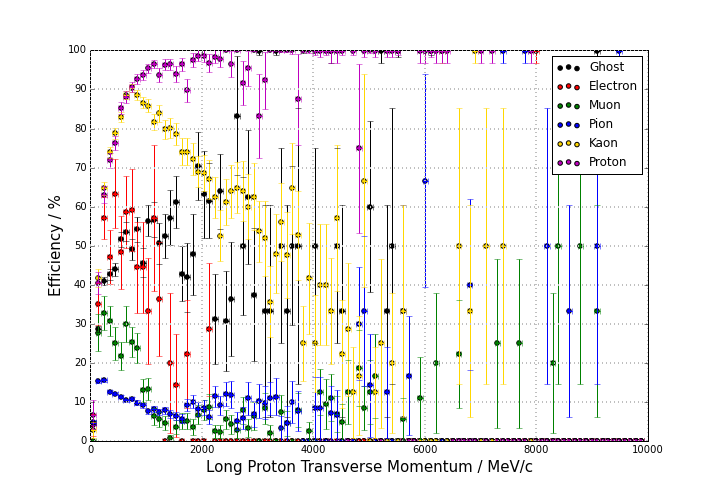 100
90
80
70
60
50
40
30
20
10
0
Efficiency / %
0 2000 4000 6000 8000 10000
Long Proton Transverse Momentum / MeV/c
Ghost
Electron
Muon
Pion
Kaon
Proton